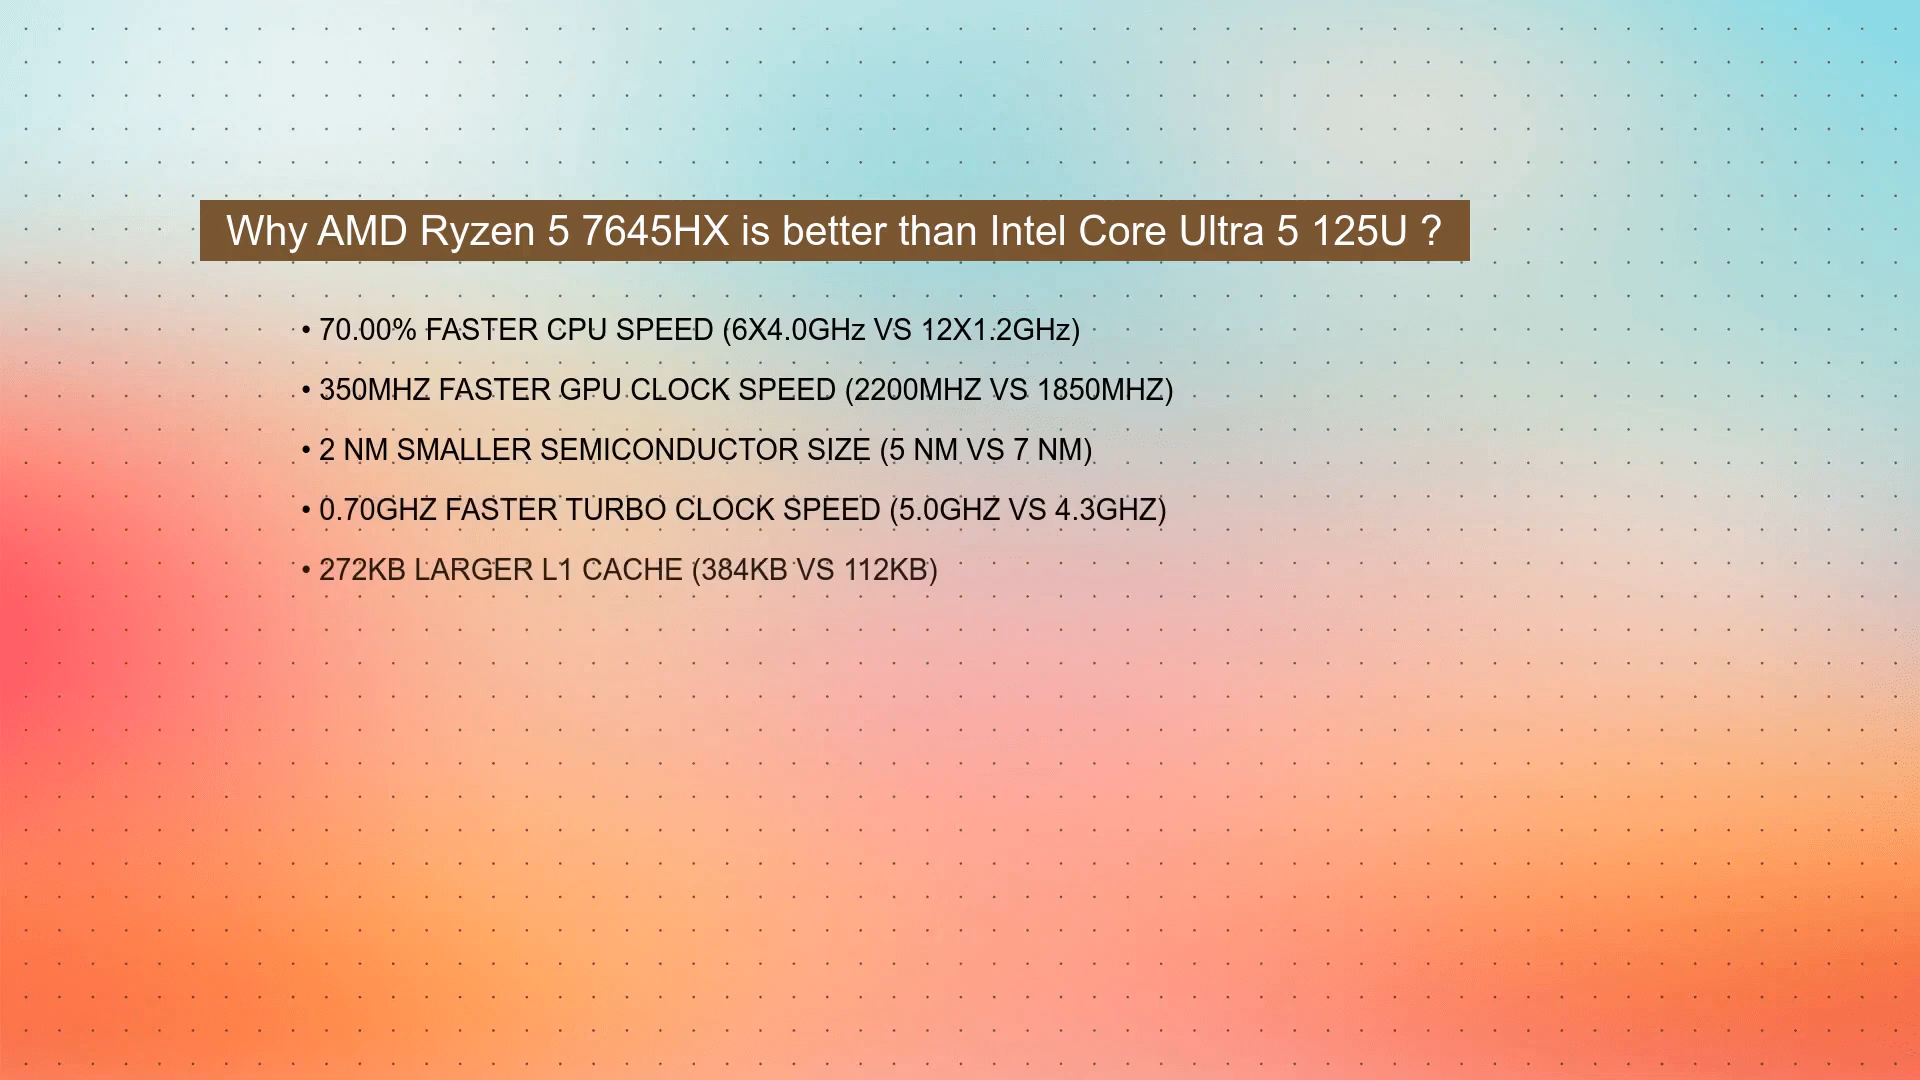 Why AMD Ryzen 5 7645HX is better than Intel Core Ultra 5 125U ?
• 70.00% FASTER CPU SPEED (6X4.0GHz VS 12X1.2GHz)
• 350MHZ FASTER GPU CLOCK SPEED (2200MHZ VS 1850MHZ)
• 2 NM SMALLER SEMICONDUCTOR SIZE (5 NM VS 7 NM)
• 0.70GHZ FASTER TURBO CLOCK SPEED (5.0GHZ VS 4.3GHZ)
• 272KB LARGER L1 CACHE (384KB VS 112KB)